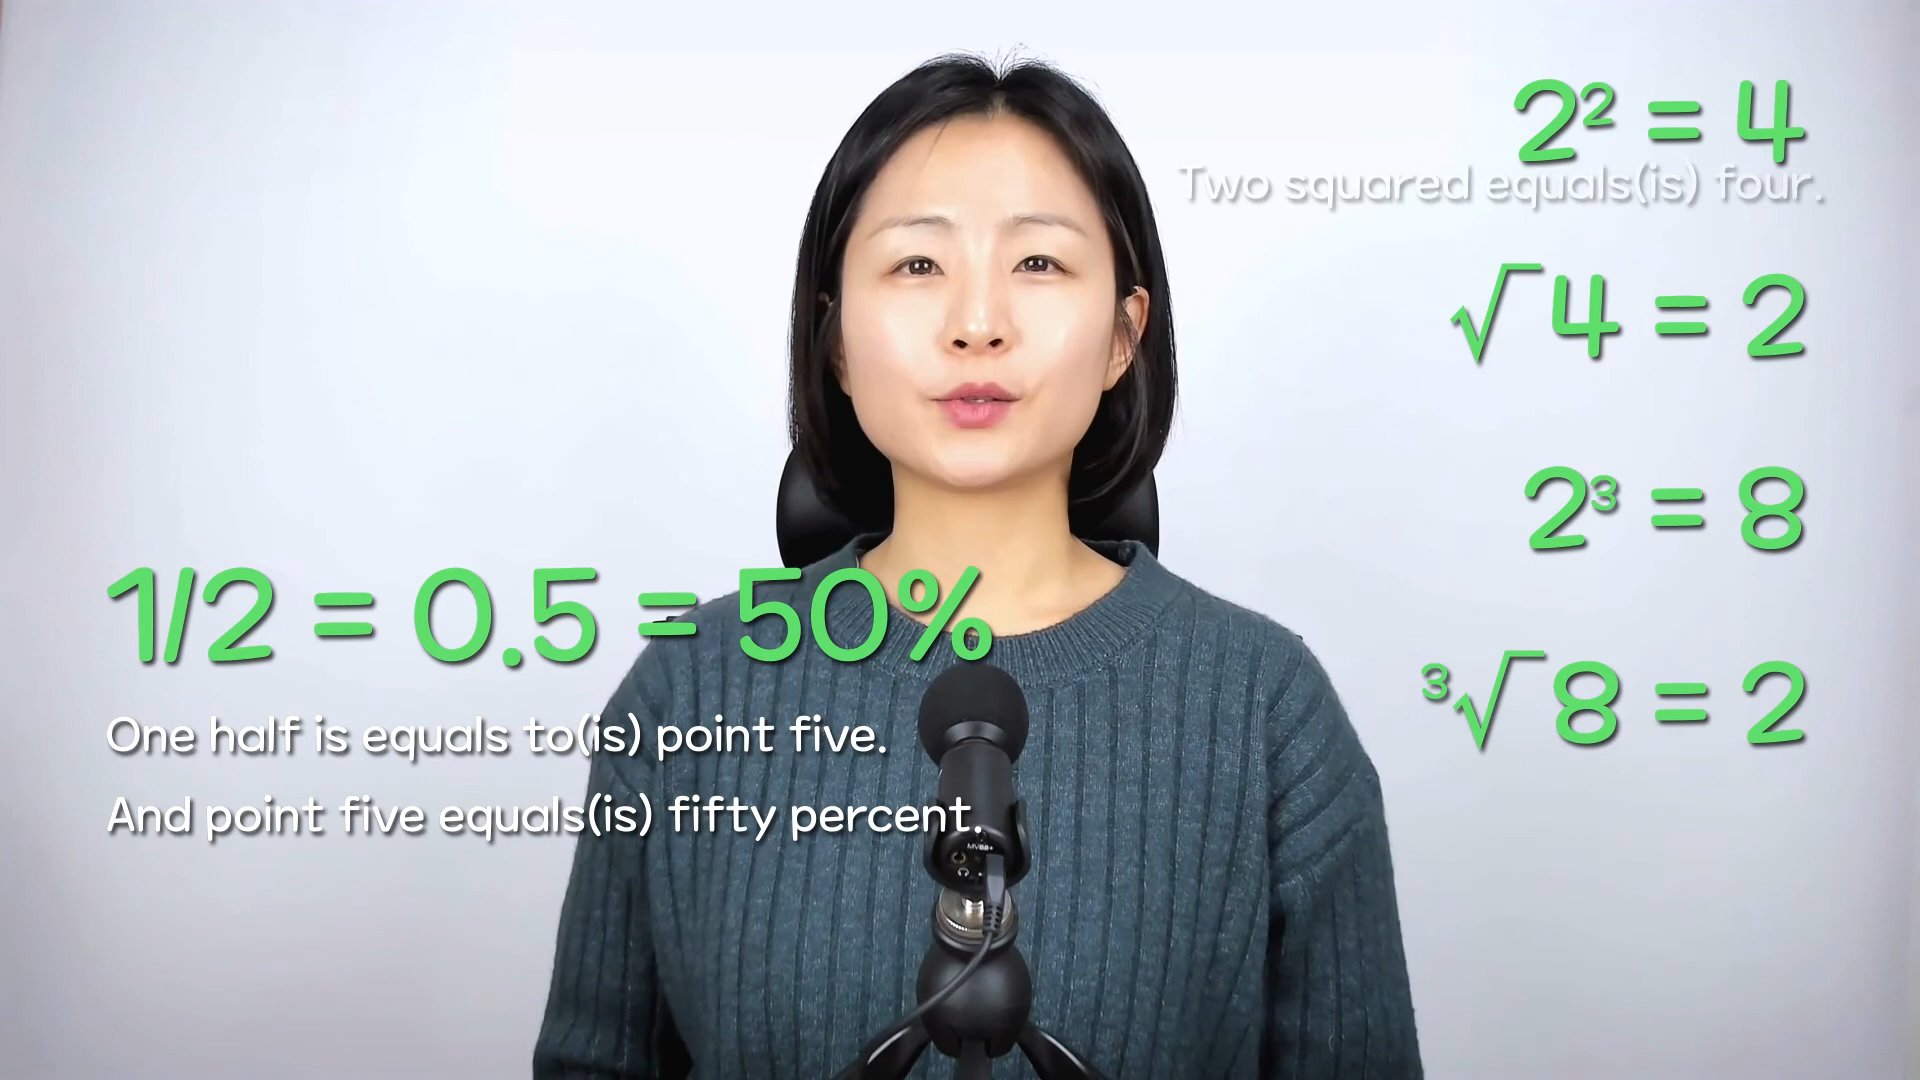 2² = 4
Two squared equals(is) four.
√4 = 2
2³ = 8
³√8 = 2
1/2 = 0.5 = 50%
One half is equals to(is) point five.
And point five equals(is) fifty percent.
MV88+